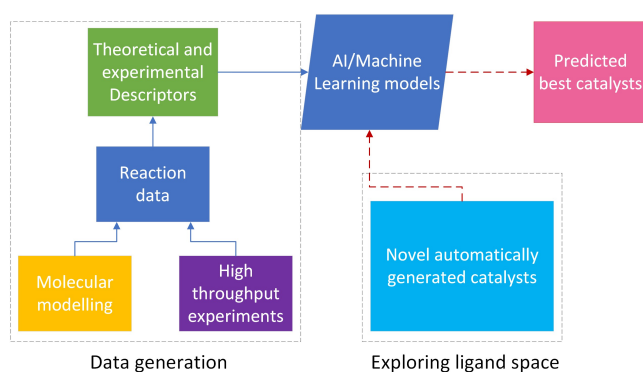 Theoretical and
experimental
Descriptors
AI/Machine
Learning models
Predicted
best catalysts
Reaction
data
Molecular
modelling
High
throughput
experiments
Novel automatically
generated catalysts
Data generation
Exploring ligand space